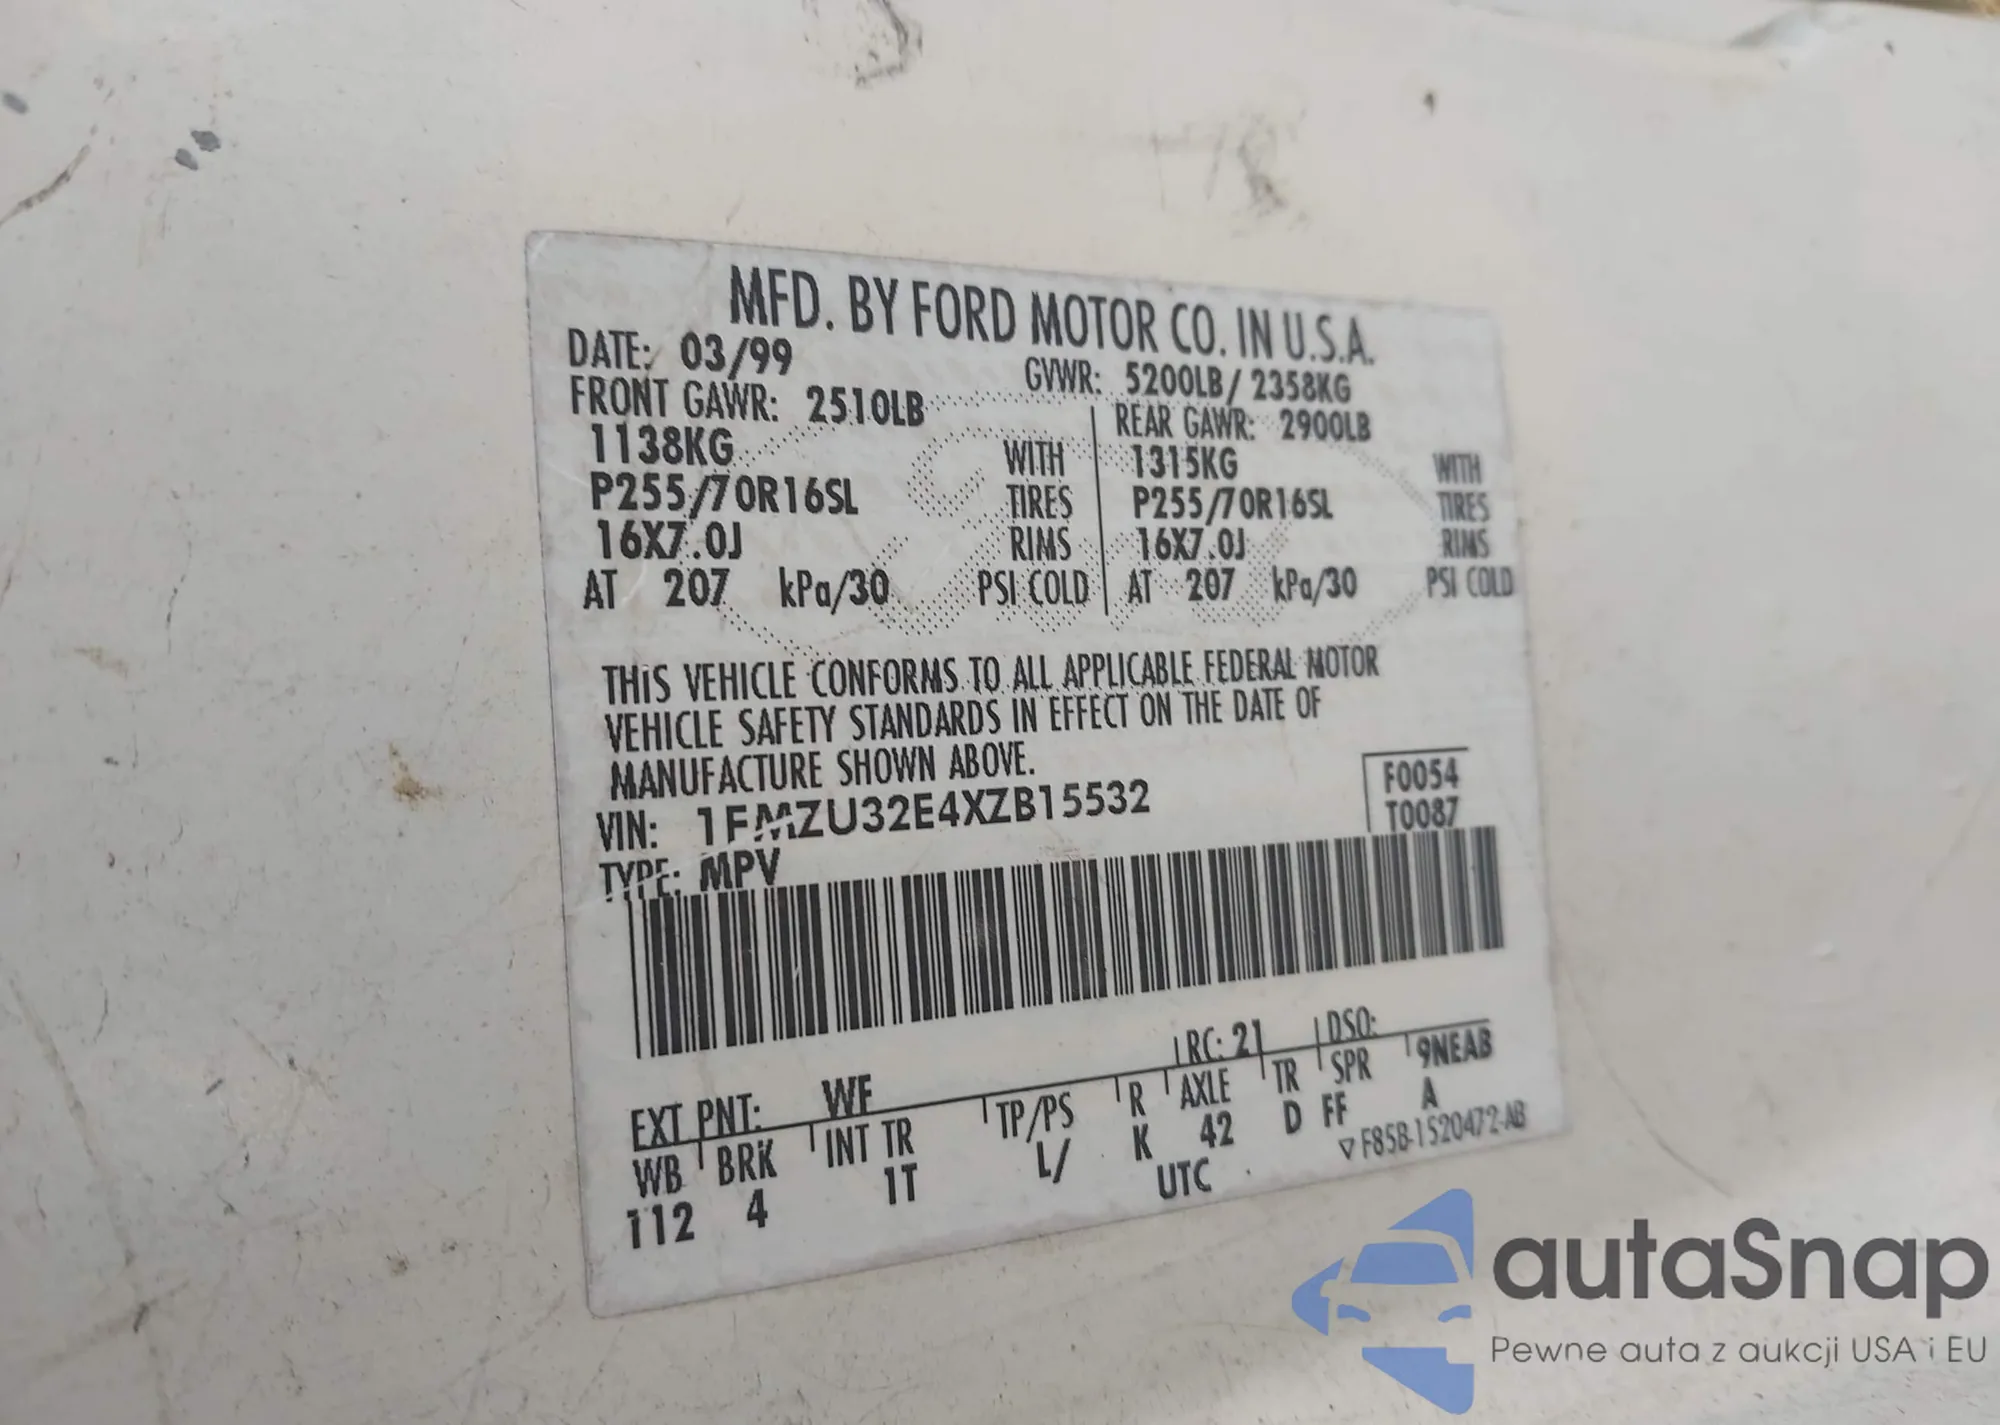 MFD. BY FORD MOTOR CO. IN U.S.A.
DATE: 03/99 GVWR: 5200LB/ 2358KG
FRONT GAWR: 2510LB REAR GAWR: 2900LB
1138KG WITH 1315KG WITH
P255/70R16SL TIRES P255/70R16SL TIRES
16X7.0J RIMS 16X7.0J RIMS
AT 207 kPa/30 PSI COLD AT 207 kPa/30 PSI COLD
THIS VEHICLE CONFORMS TO ALL APPLICABLE FEDERAL MOTOR
VEHICLE SAFETY STANDARDS IN EFFECT ON THE DATE OF
MANUFACTURE SHOWN ABOVE.
VIN: 1FMZU32E4XZB15532 F0054
TYPE: MPV T0087
EXT PNT: WF RC: 21 DSO:
WB BRK INT TR TP/PS R AXLE TR SPR 9NEAB
112 4 1T L/ K 42 D FF A
UTC ▽ F85B-1520472-AB
autaSnap
Pewne auta z aukcji USA i EU